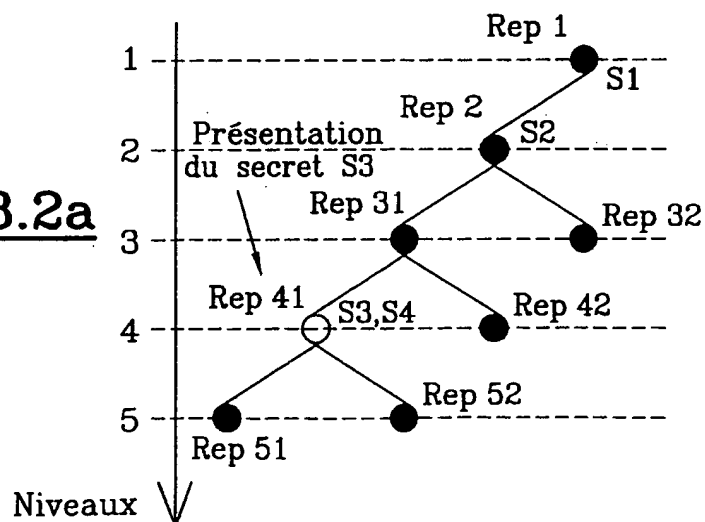 Rep 1
1
S1
Rep 2
S2
Présentation
du secret S3
2
Rep 31
Rep 32
3.2a
3
Rep 41
S3,S4
Rep 42
4
Rep 52
5
Rep 51
Niveaux